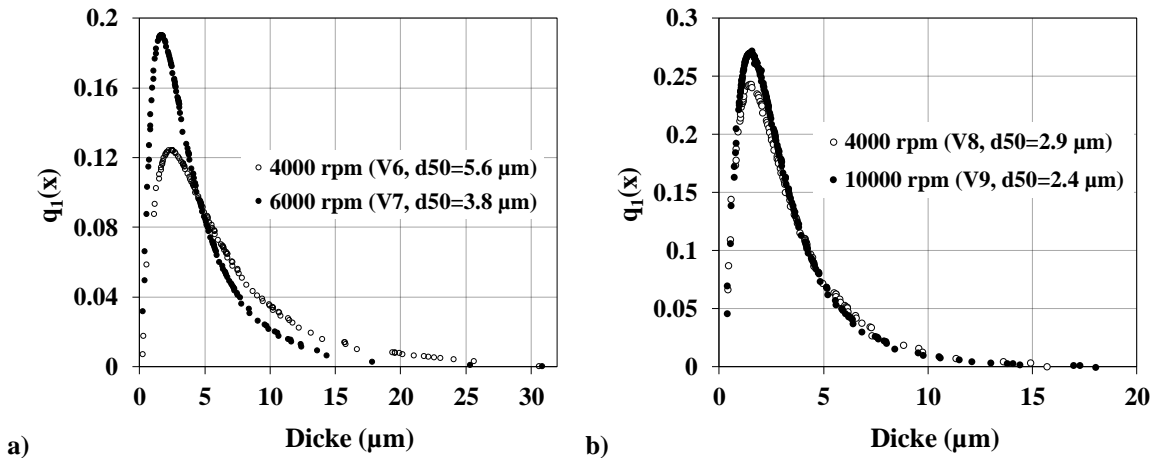 0.2
0.16
0.12
0.08
0.04
0
q₁(x)
4000 rpm (V6, d50=5.6 µm)
6000 rpm (V7, d50=3.8 µm)
0 5 10 15 20 25 30
Dicke (µm)
a)
0.3
0.25
0.2
0.15
0.1
0.05
0
q₁(x)
4000 rpm (V8, d50=2.9 µm)
10000 rpm (V9, d50=2.4 µm)
0 5 10 15 20
Dicke (µm)
b)